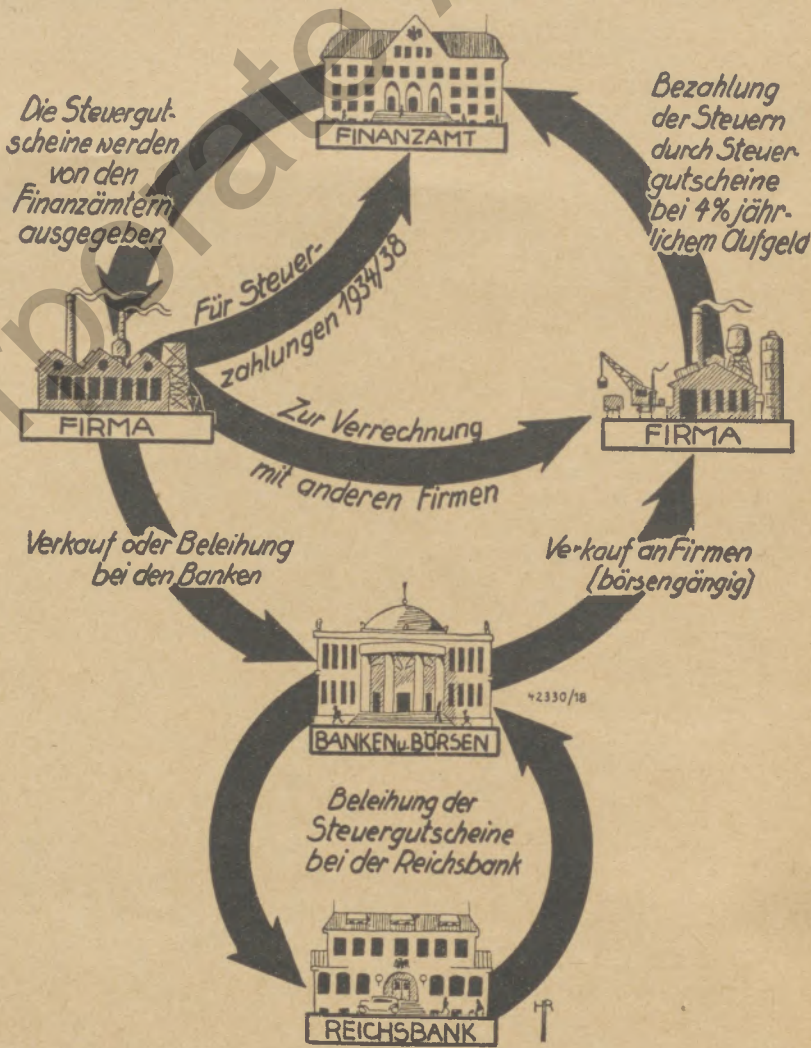 FINANZAMT
Die Steuergut-
scheine werden
von den
Finanzämtern
ausgegeben
Bezahlung
der Steuern
durch Steuer-
gutscheine
bei 4% jähr-
lichem Aufgeld
Für Steuer-
zahlungen 1934/38
FIRMA
Zur Verrechnung
mit anderen Firmen
FIRMA
Verkauf oder Beleihung
bei den Banken
Verkauf an Firmen
(börsengängig)
42330/18
BANKEN u. BÖRSEN
Beleihung der
Steuergutscheine
bei der Reichsbank
REICHSBANK
HR